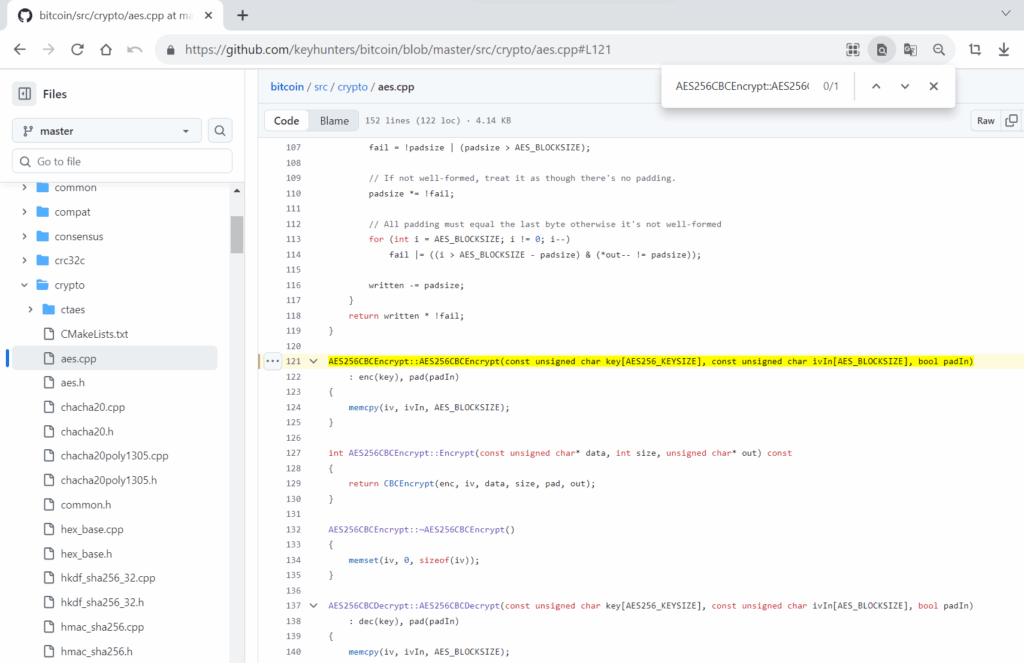 bitcoin/src/crypto/aes.cpp at ma
https://github.com/keyhunters/bitcoin/blob/master/src/crypto/aes.cpp#L121
AES256CBCEncrypt::AES256( 0/1
Files
master
Go to file
common
compat
consensus
crc32c
crypto
ctaes
CMakeLists.txt
aes.cpp
aes.h
chacha20.cpp
chacha20.h
chacha20poly1305.cpp
chacha20poly1305.h
common.h
hex_base.cpp
hex_base.h
hkdf_sha256_32.cpp
hkdf_sha256_32.h
hmac_sha256.cpp
hmac_sha256.h
bitcoin / src / crypto / aes.cpp
Code Blame 152 lines (122 loc) · 4.14 KB Raw
107 fail = !padsize | (padsize > AES_BLOCKSIZE);
108
109 // If not well-formed, treat it as though there's no padding.
110 padsize *= !fail;
111
112 // All padding must equal the last byte otherwise it's not well-formed
113 for (int i = AES_BLOCKSIZE; i != 0; i--)
114 fail |= ((i > AES_BLOCKSIZE - padsize) & (*out-- != padsize));
115
116 written -= padsize;
117 }
118 return written * !fail;
119 }
120
121 AES256CBCEncrypt::AES256CBCEncrypt(const unsigned char key[AES256_KEYSIZE], const unsigned char ivIn[AES_BLOCKSIZE], bool padIn)
122 : enc(key), pad(padIn)
123 {
124 memcpy(iv, ivIn, AES_BLOCKSIZE);
125 }
126
127 int AES256CBCEncrypt::Encrypt(const unsigned char* data, int size, unsigned char* out) const
128 {
129 return CBCEncrypt(enc, iv, data, size, pad, out);
130 }
131
132 AES256CBCEncrypt::~AES256CBCEncrypt()
133 {
134 memset(iv, 0, sizeof(iv));
135 }
136
137 AES256CBCDecrypt::AES256CBCDecrypt(const unsigned char key[AES256_KEYSIZE], const unsigned char ivIn[AES_BLOCKSIZE], bool padIn)
138 : dec(key), pad(padIn)
139 {
140 memcpy(iv, ivIn, AES_BLOCKSIZE);